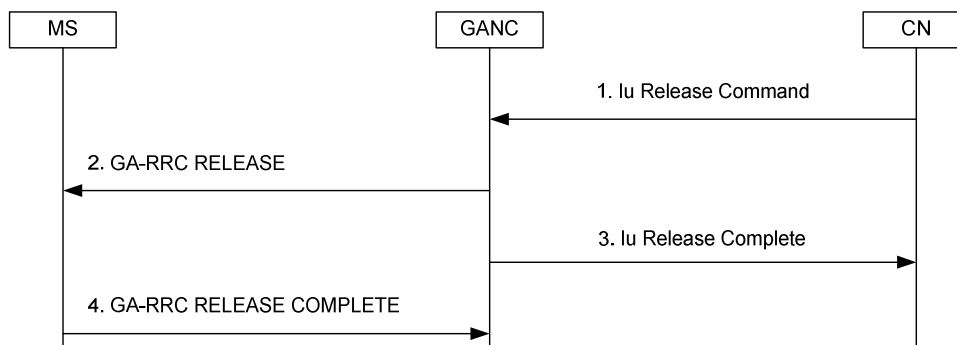 MS
GANC
CN
1. Iu Release Command
2. GA-RRC RELEASE
3. Iu Release Complete
4. GA-RRC RELEASE COMPLETE